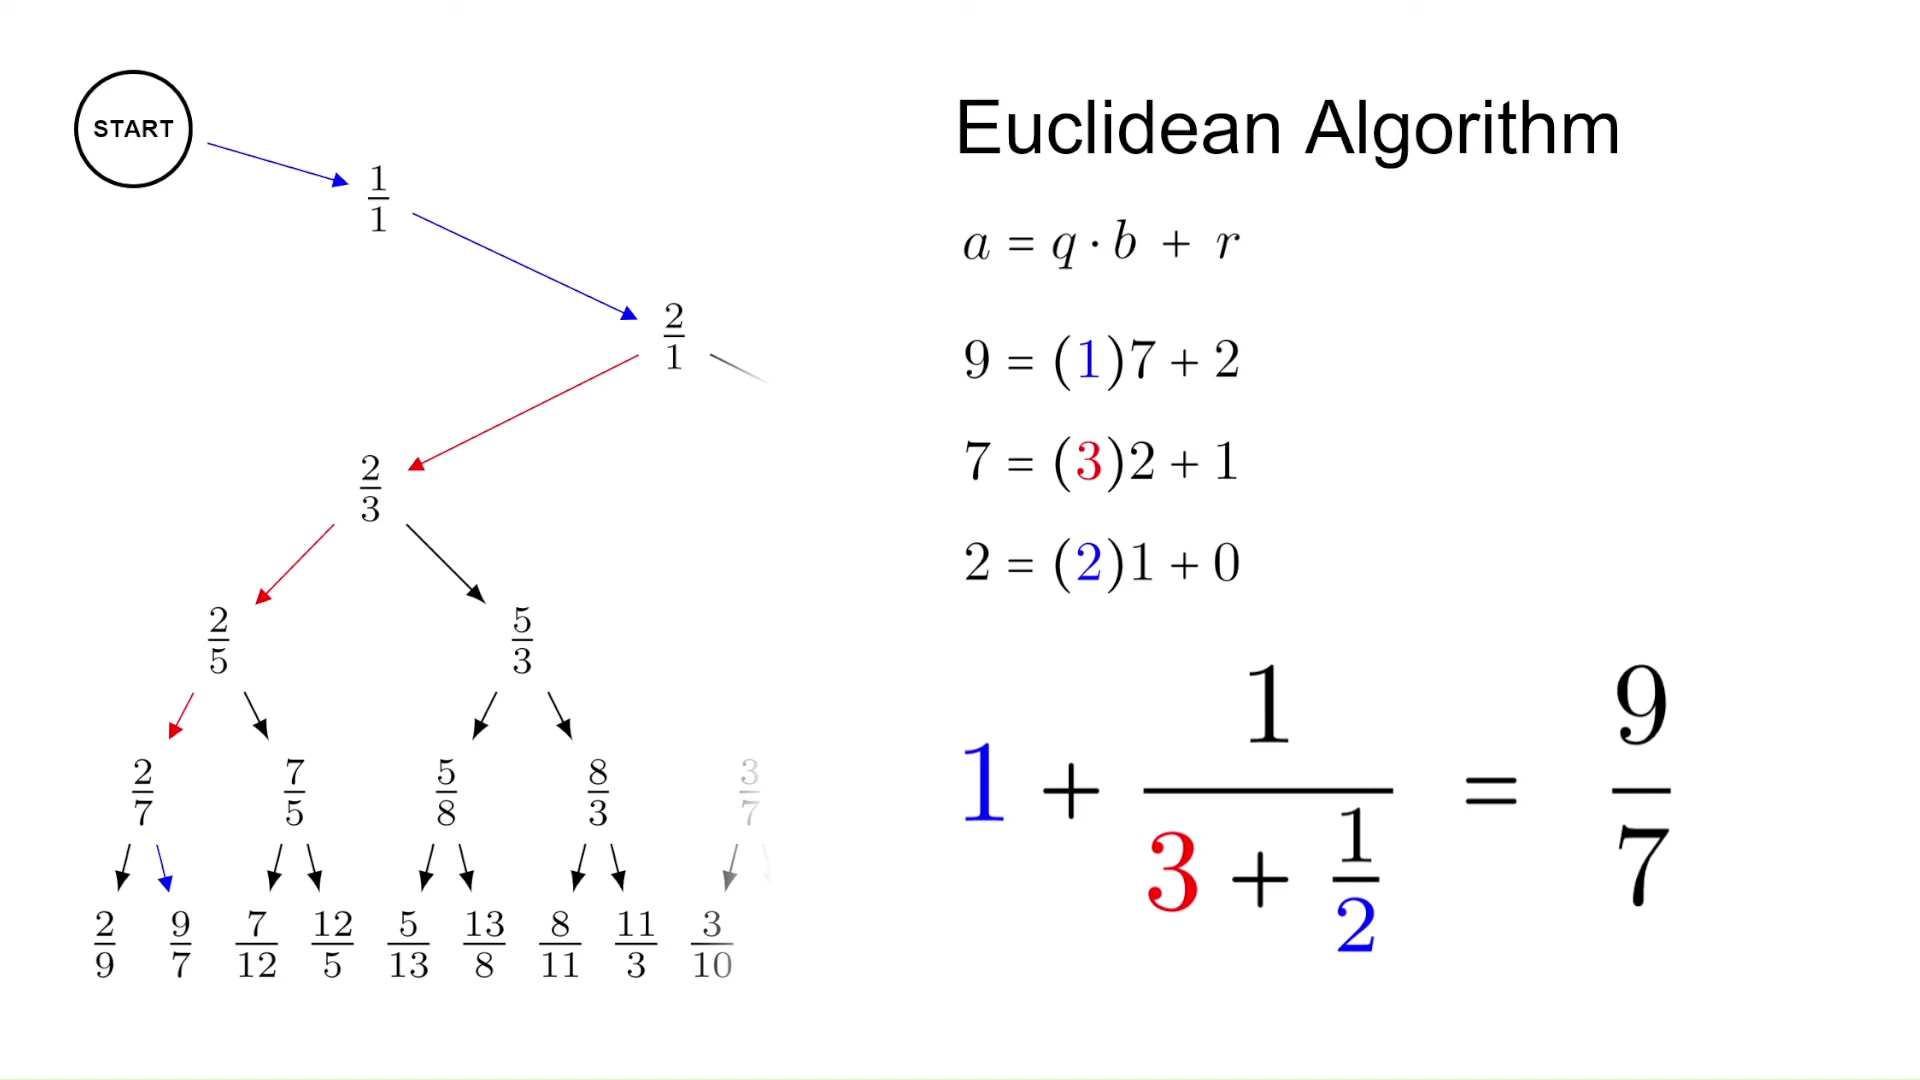 START
1/1
2/1
2/3
2/5 5/3
2/7 7/5 5/8 8/3 3/7
2/9 9/7 7/12 12/5 5/13 13/8 8/11 11/3 3/10
Euclidean Algorithm
a = q · b + r
9 = (1)7 + 2
7 = (3)2 + 1
2 = (2)1 + 0
1 + 1/(3 + 1/2) = 9/7